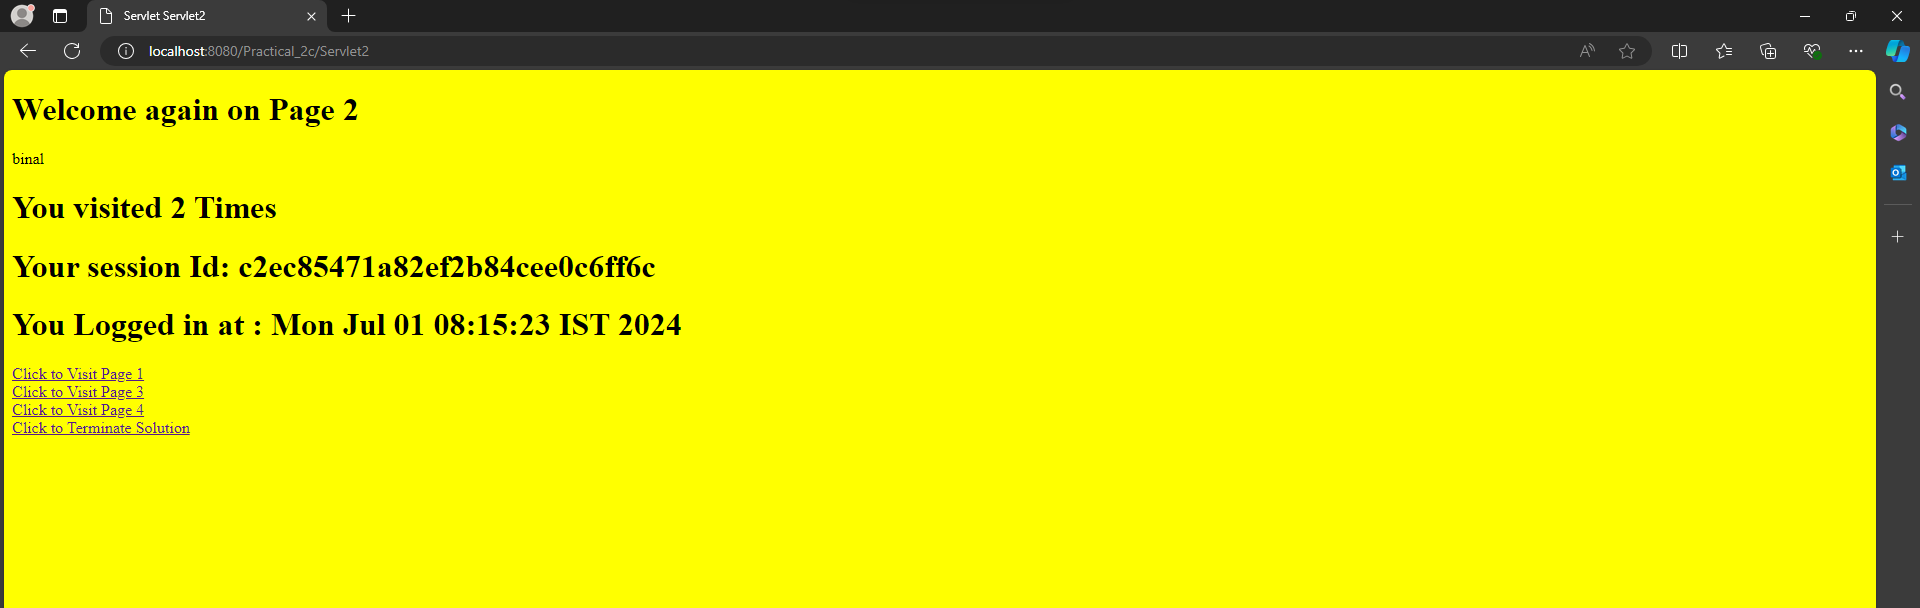 Servlet Servlet2
localhost:8080/Practical_2c/Servlet2
Welcome again on Page 2
binal
You visited 2 Times
Your session Id: c2ec85471a82ef2b84cee0c6ff6c
You Logged in at : Mon Jul 01 08:15:23 IST 2024
Click to Visit Page 1
Click to Visit Page 3
Click to Visit Page 4
Click to Terminate Solution